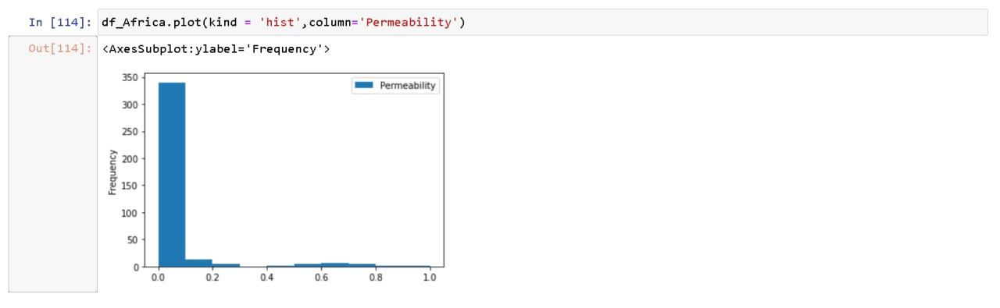 In [114]: df_Africa.plot(kind = 'hist',column='Permeability')
Out[114]: <AxesSubplot:ylabel='Frequency'>
Permeability
350
300
250
200
150
100
50
0
Frequency
0.0 0.2 0.4 0.6 0.8 1.0